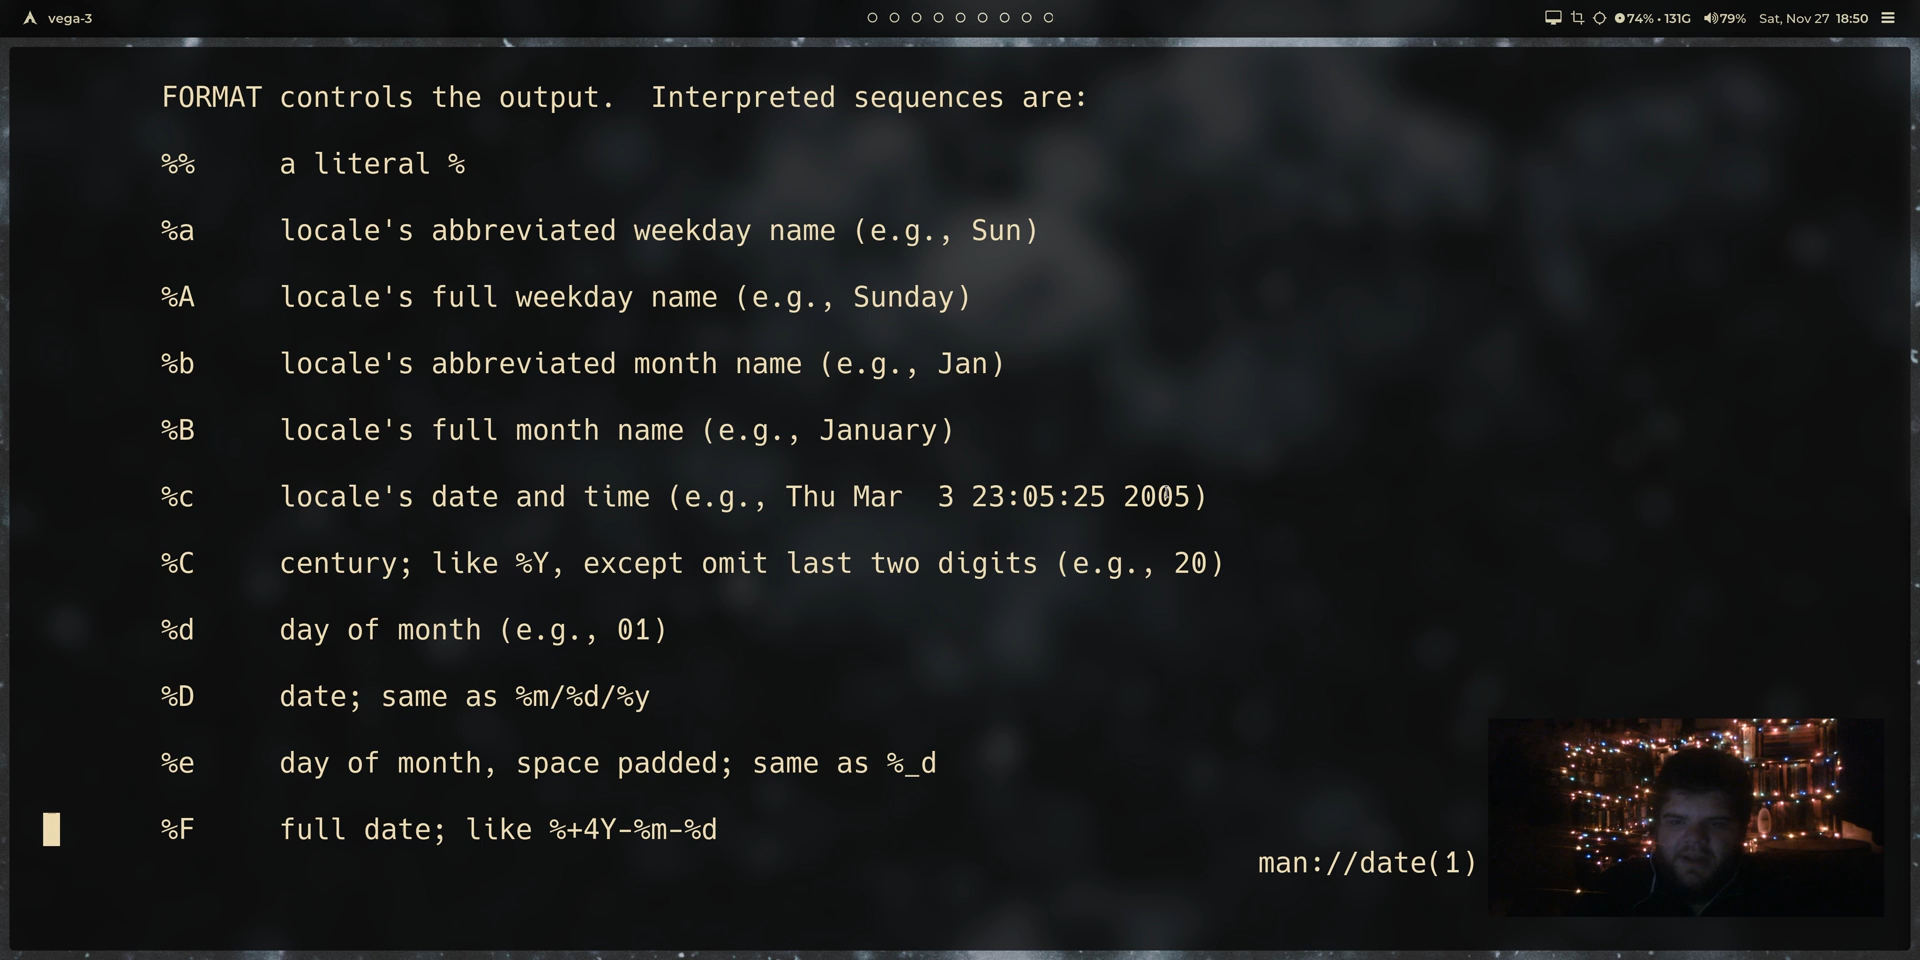 vega-3
74% • 131G 79% Sat, Nov 27 18:50
FORMAT controls the output.  Interpreted sequences are:
%%     a literal %
%a     locale's abbreviated weekday name (e.g., Sun)
%A     locale's full weekday name (e.g., Sunday)
%b     locale's abbreviated month name (e.g., Jan)
%B     locale's full month name (e.g., January)
%c     locale's date and time (e.g., Thu Mar  3 23:05:25 2005)
%C     century; like %Y, except omit last two digits (e.g., 20)
%d     day of month (e.g., 01)
%D     date; same as %m/%d/%y
%e     day of month, space padded; same as %_d
%F     full date; like %+4Y-%m-%d
man://date(1)